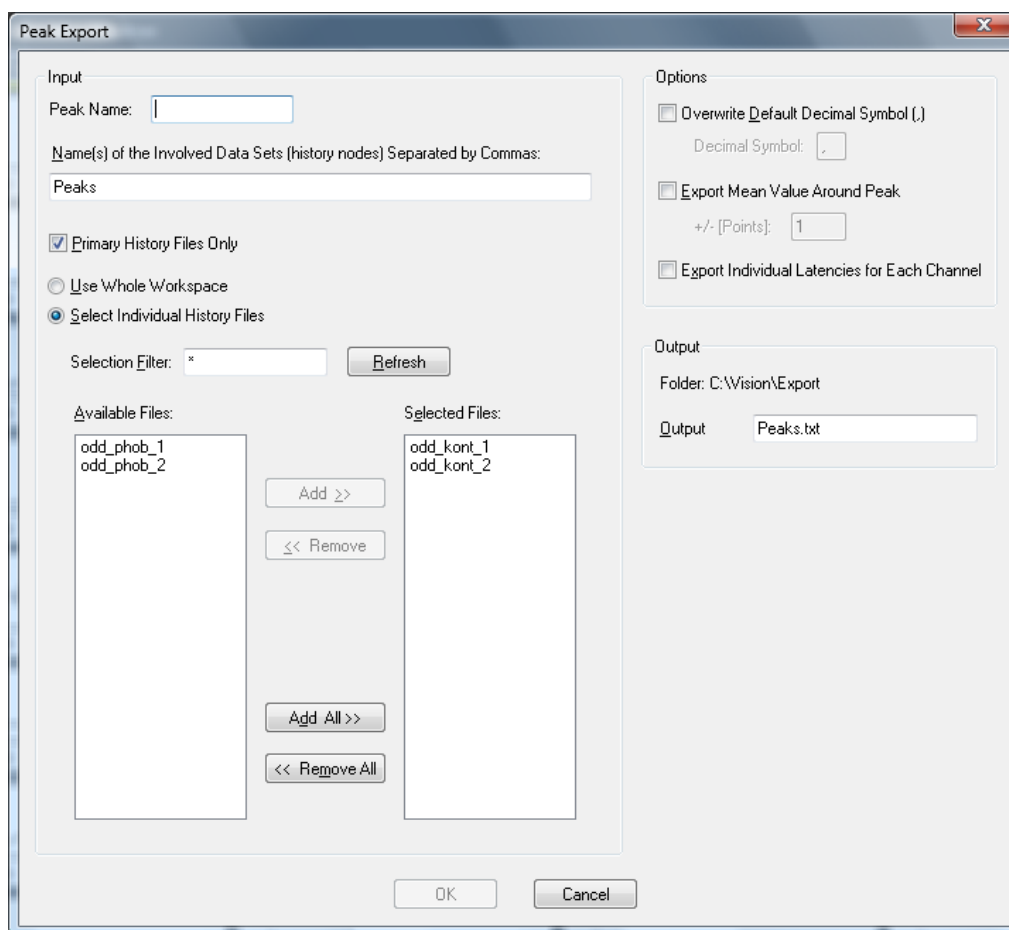 Peak Export
Input
Peak Name:
Name(s) of the Involved Data Sets (history nodes) Separated by Commas:
Peaks
Primary History Files Only
Use Whole Workspace
Select Individual History Files
Selection Filter: * Refresh
Available Files:
odd_phob_1
odd_phob_2
Add >>
<< Remove
Add All >>
<< Remove All
Selected Files:
odd_kont_1
odd_kont_2
Options
Overwrite Default Decimal Symbol (,)
Decimal Symbol: ,
Export Mean Value Around Peak
+/- [Points]: 1
Export Individual Latencies for Each Channel
Output
Folder: C:\Vision\Export
Output Peaks.txt
OK Cancel